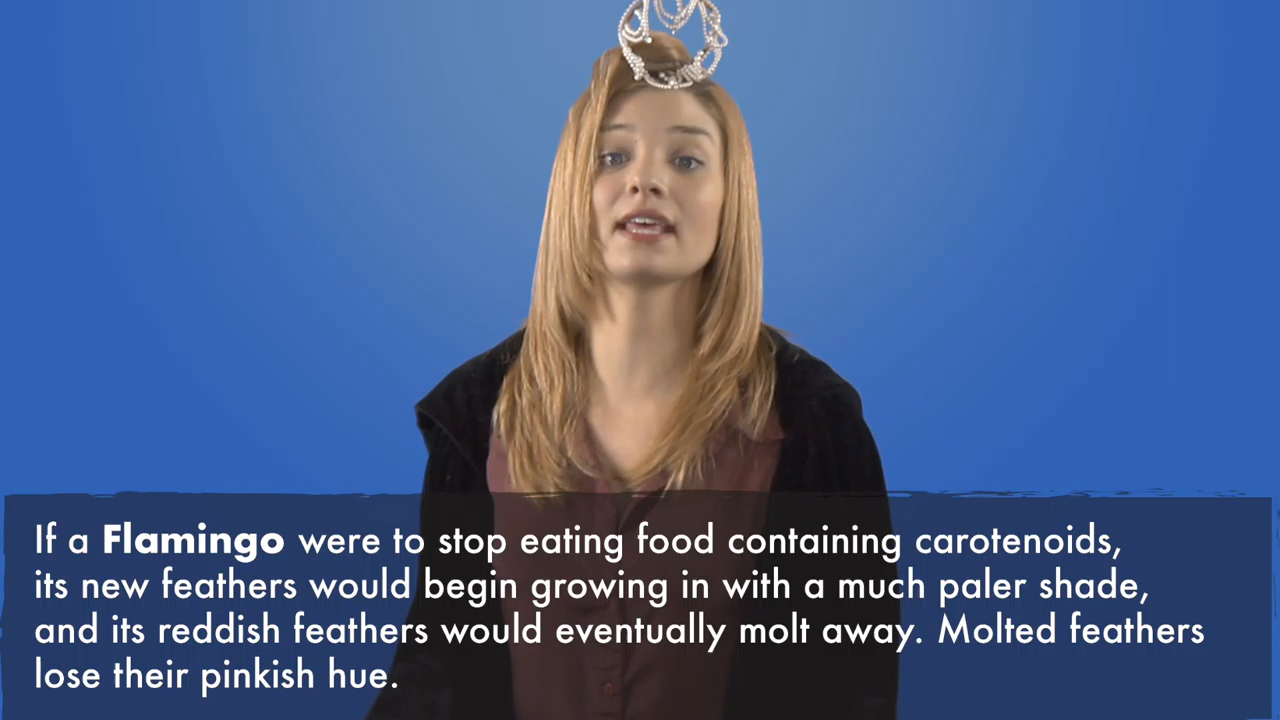 If a Flamingo were to stop eating food containing carotenoids,
its new feathers would begin growing in with a much paler shade,
and its reddish feathers would eventually molt away. Molted feathers
lose their pinkish hue.